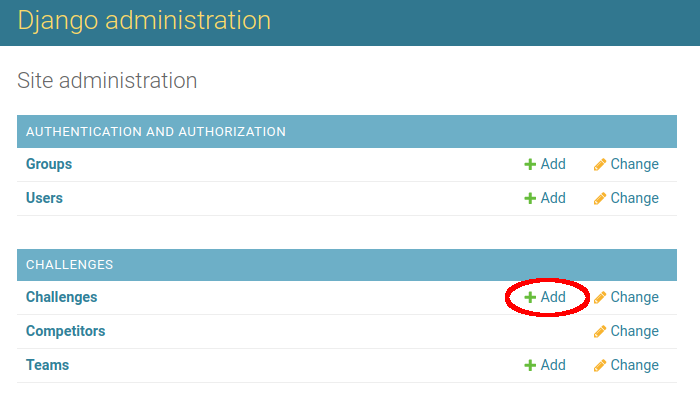 Django administration
Site administration
AUTHENTICATION AND AUTHORIZATION
Groups Add Change
Users Add Change
CHALLENGES
Challenges Add Change
Competitors Change
Teams Add Change